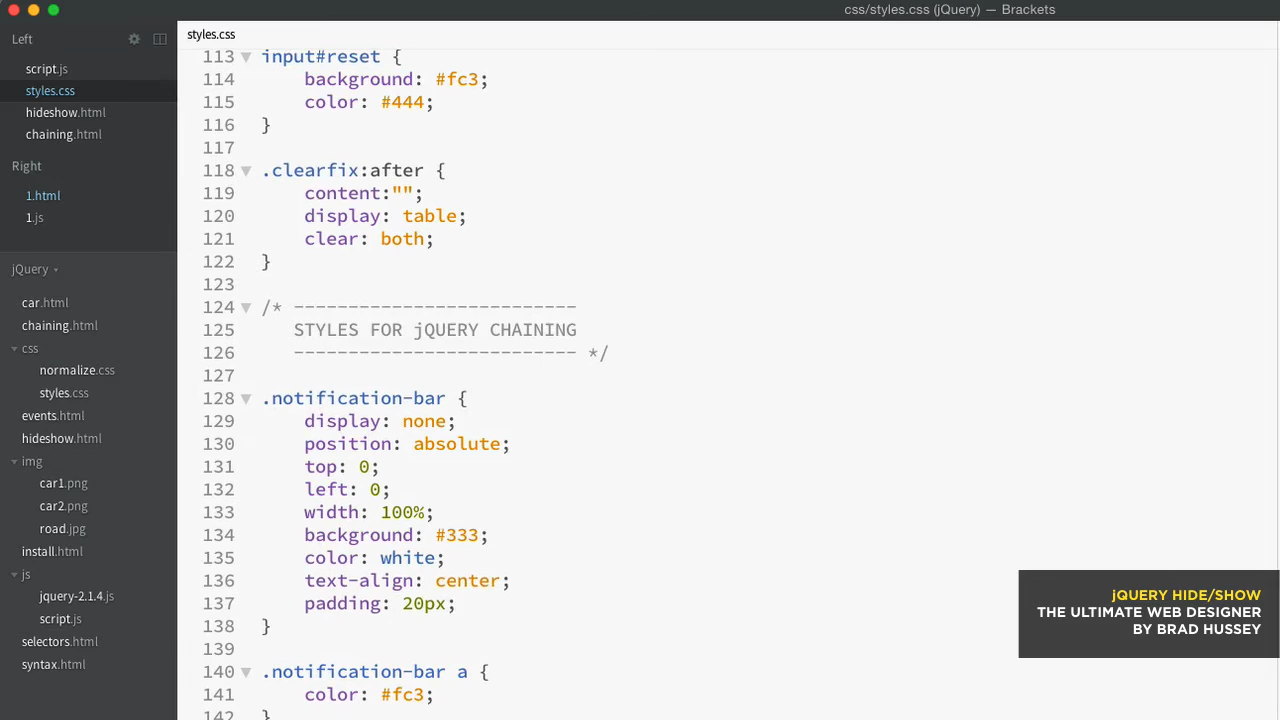 css/styles.css (jQuery) — Brackets
Left
script.js
styles.css
hideshow.html
chaining.html
Right
1.html
1.js
jQuery
car.html
chaining.html
css
normalize.css
styles.css
events.html
hideshow.html
img
car1.png
car2.png
road.jpg
install.html
js
jquery-2.1.4.js
script.js
selectors.html
syntax.html
styles.css
113 input#reset {
114     background: #fc3;
115     color: #444;
116 }
117
118 .clearfix:after {
119     content:"";
120     display: table;
121     clear: both;
122 }
123
124 /* --------------------------
125    STYLES FOR jQUERY CHAINING
126    -------------------------- */
127
128 .notification-bar {
129     display: none;
130     position: absolute;
131     top: 0;
132     left: 0;
133     width: 100%;
134     background: #333;
135     color: white;
136     text-align: center;
137     padding: 20px;
138 }
139
140 .notification-bar a {
141     color: #fc3;
142 }
jQUERY HIDE/SHOW
THE ULTIMATE WEB DESIGNER
BY BRAD HUSSEY